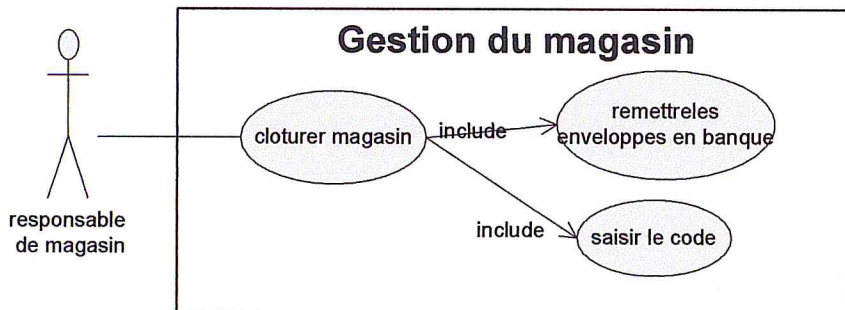 Gestion du magasin
cloturer magasin
include
remettreles
enveloppes en banque
include
saisir le code
responsable
de magasin